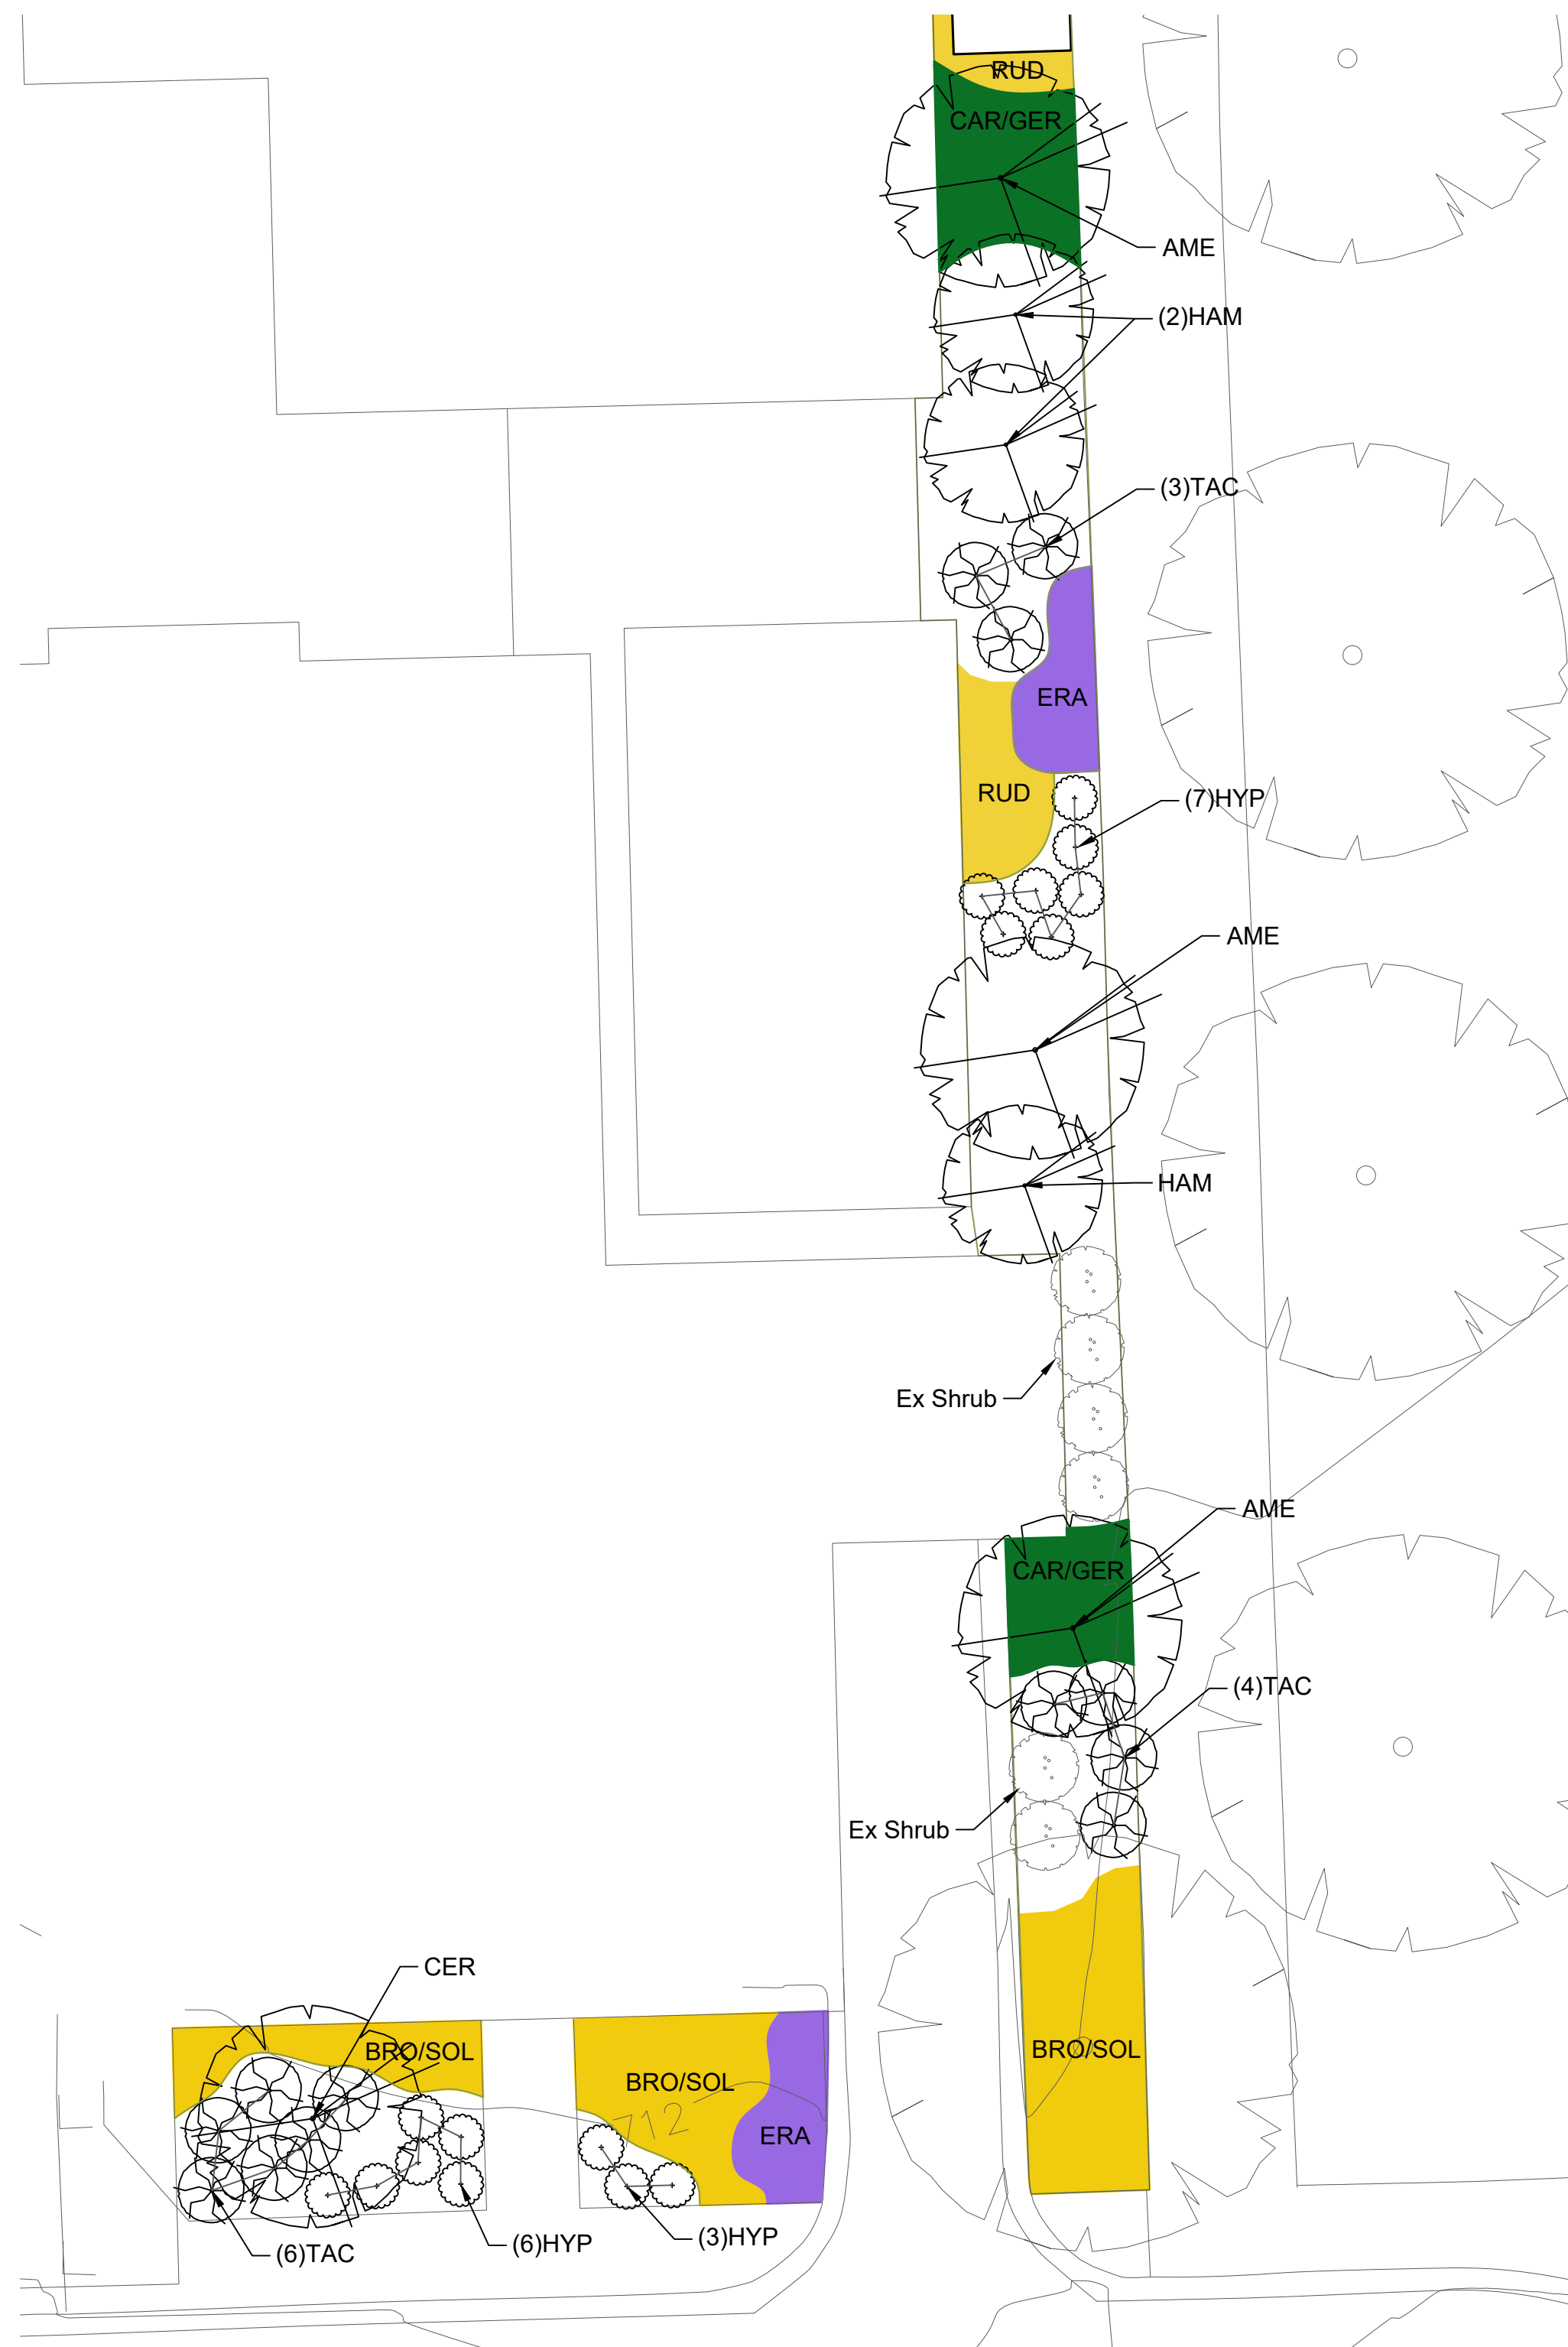 RUD
CAR/GER
AME
(2)HAM
(3)TAC
ERA
RUD
(7)HYP
AME
HAM
Ex Shrub
AME
CAR/GER
(4)TAC
Ex Shrub
CER
BRO/SOL
BRO/SOL
BRO/SOL
712
ERA
(3)HYP
(6)HYP
(6)TAC